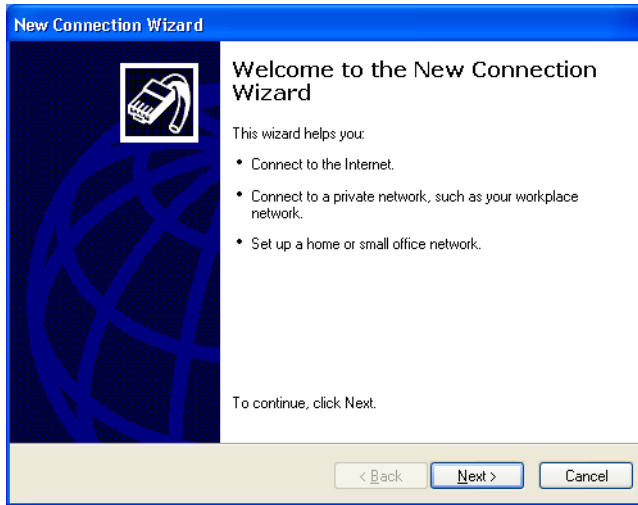 New Connection Wizard
Welcome to the New Connection
Wizard
This wizard helps you:
• Connect to the Internet.
• Connect to a private network, such as your workplace
network.
• Set up a home or small office network.
To continue, click Next.
< Back Next > Cancel